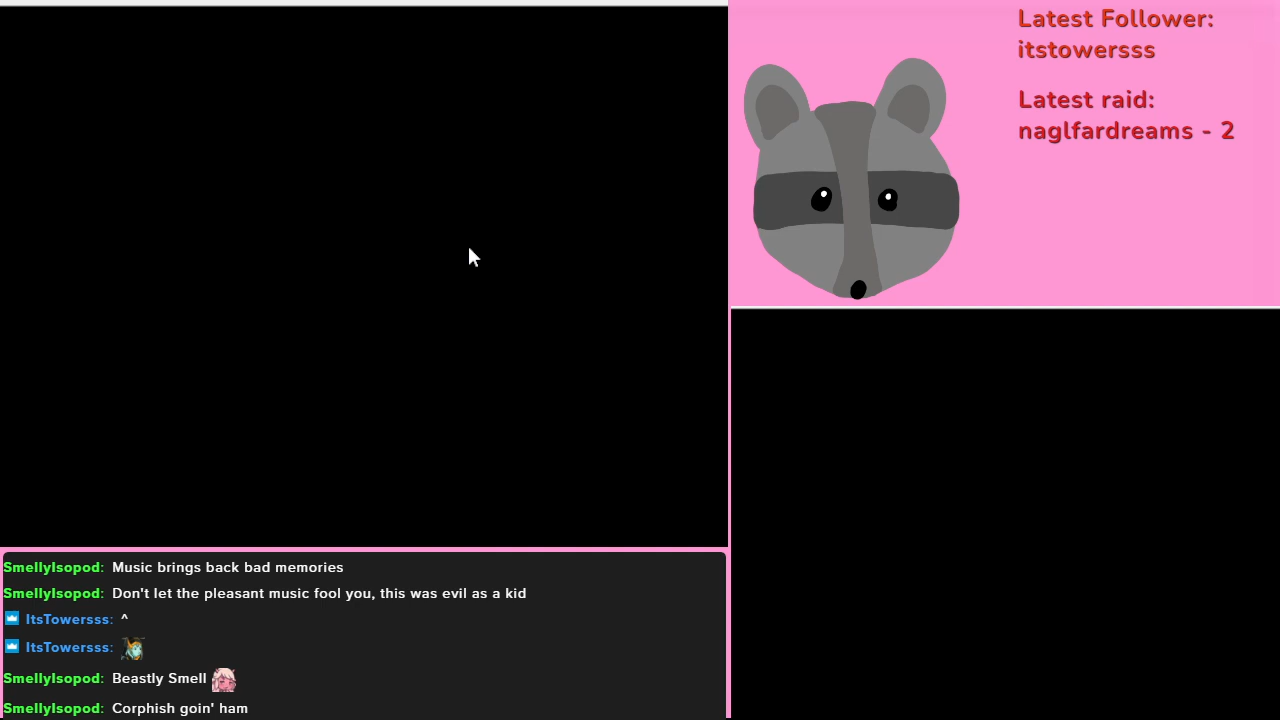 Latest Follower:
itstowersss
Latest raid:
naglfardreams - 2
SmellyIsopod: Music brings back bad memories
SmellyIsopod: Don't let the pleasant music fool you, this was evil as a kid
ItsTowersss: ^
ItsTowersss:
SmellyIsopod: Beastly Smell
SmellyIsopod: Corphish goin' ham